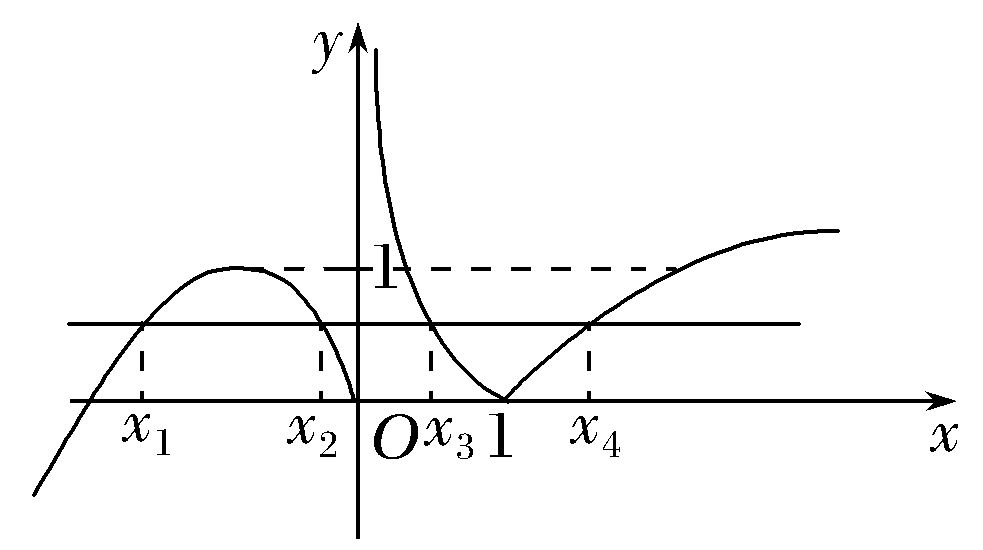 y
1
x₁ x₂ O x₃ 1 x₄ x